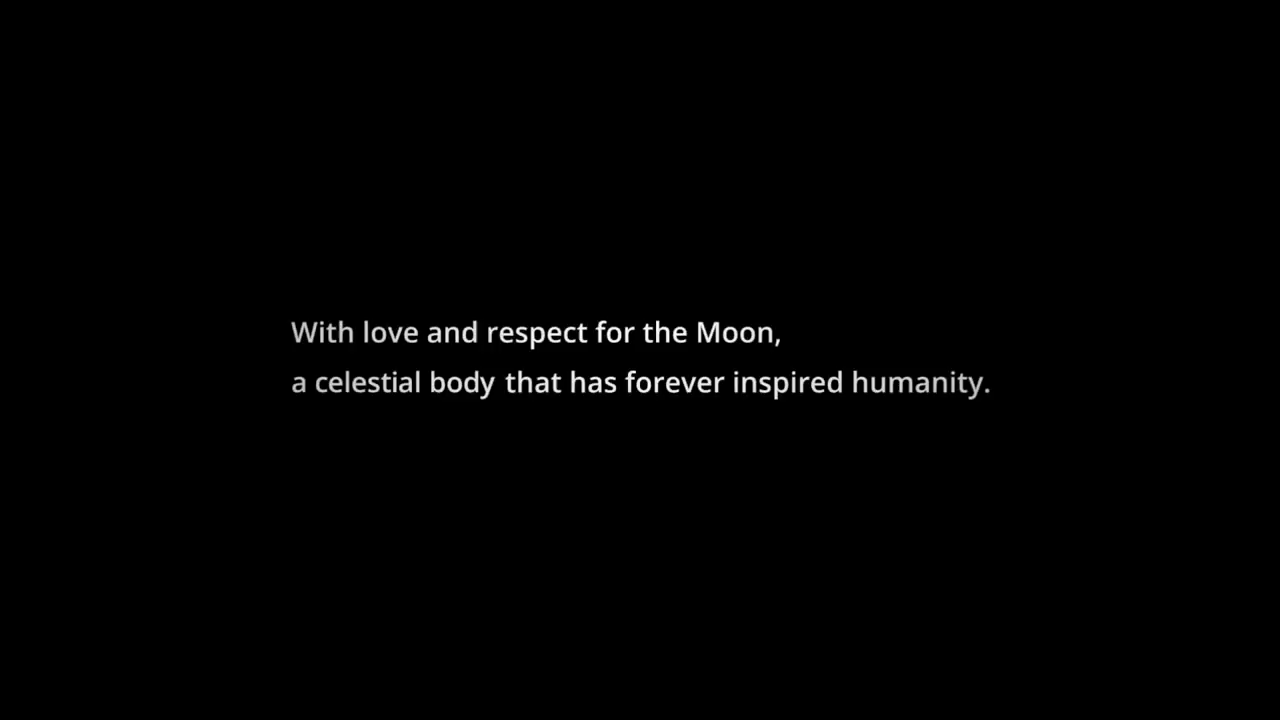 With love and respect for the Moon,
a celestial body that has forever inspired humanity.